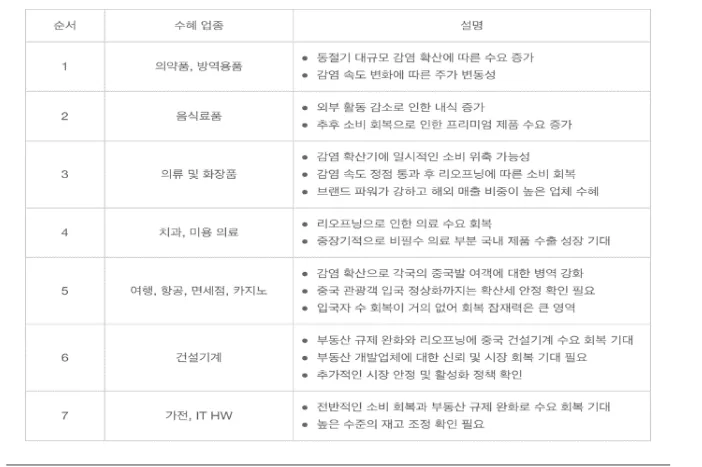 순서 수혜 업종 설명
1 의약품, 방역용품
• 동절기 대규모 감염 확산에 따른 수요 증가
• 감염 속도 변화에 따른 주가 변동성
2 음식료품
• 외부 활동 감소로 인한 내식 증가
• 추후 소비 회복으로 인한 프리미엄 제품 수요 증가
3 의류 및 화장품
• 감염 확산기에 일시적인 소비 위축 가능성
• 감염 속도 정점 통과 후 리오프닝에 따른 소비 회복
• 브랜드 파워가 강하고 해외 매출 비중이 높은 업체 수혜
4 치과, 미용 의료
• 리오프닝으로 인한 의료 수요 회복
• 중장기적으로 비필수 의료 부분 국내 제품 수출 성장 기대
5 여행, 항공, 면세점, 카지노
• 감염 확산으로 각국의 중국발 여객에 대한 병역 강화
• 중국 관광객 입국 정상화까지는 확산세 안정 확인 필요
• 입국자 수 회복이 거의 없어 회복 잠재력은 큰 영역
6 건설기계
• 부동산 규제 완화와 리오프닝에 중국 건설기계 수요 회복 기대
• 부동산 개발업체에 대한 신뢰 및 시장 회복 기대 필요
• 추가적인 시장 안정 및 활성화 정책 확인
7 가전, IT HW
• 전반적인 소비 회복과 부동산 규제 완화로 수요 회복 기대
• 높은 수준의 재고 조정 확인 필요